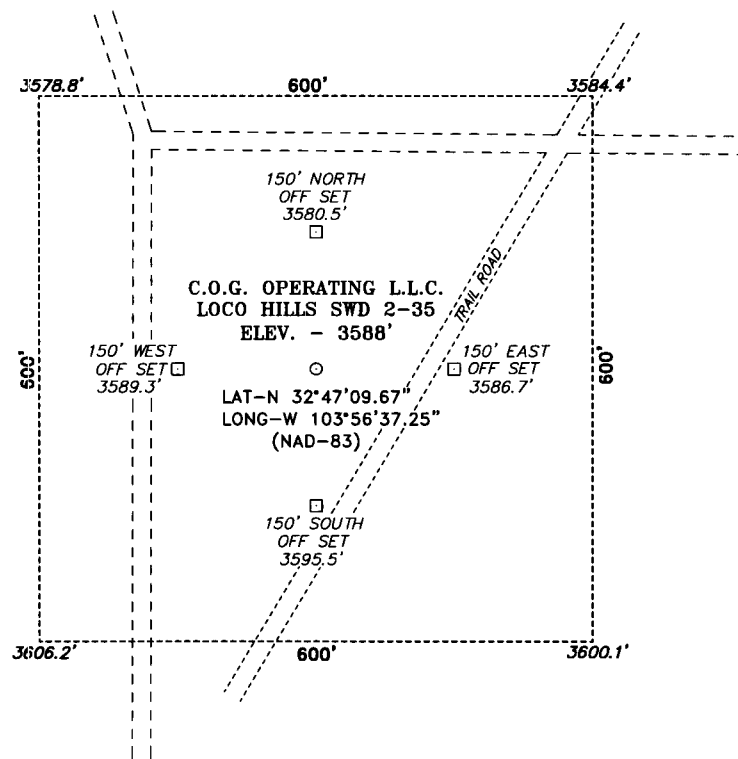 3578.8'
600'
3584.4'
150' NORTH
OFF SET
3580.5'
C.O.G. OPERATING L.L.C.
LOCO HILLS SWD 2-35
ELEV. - 3588'
TRAIL ROAD
600'
150' WEST
OFF SET
3589.3'
150' EAST
OFF SET
3586.7'
600'
LAT-N 32°47'09.67"
LONG-W 103°56'37.25"
(NAD-83)
150' SOUTH
OFF SET
3595.5'
3606.2'
600'
3600.1'